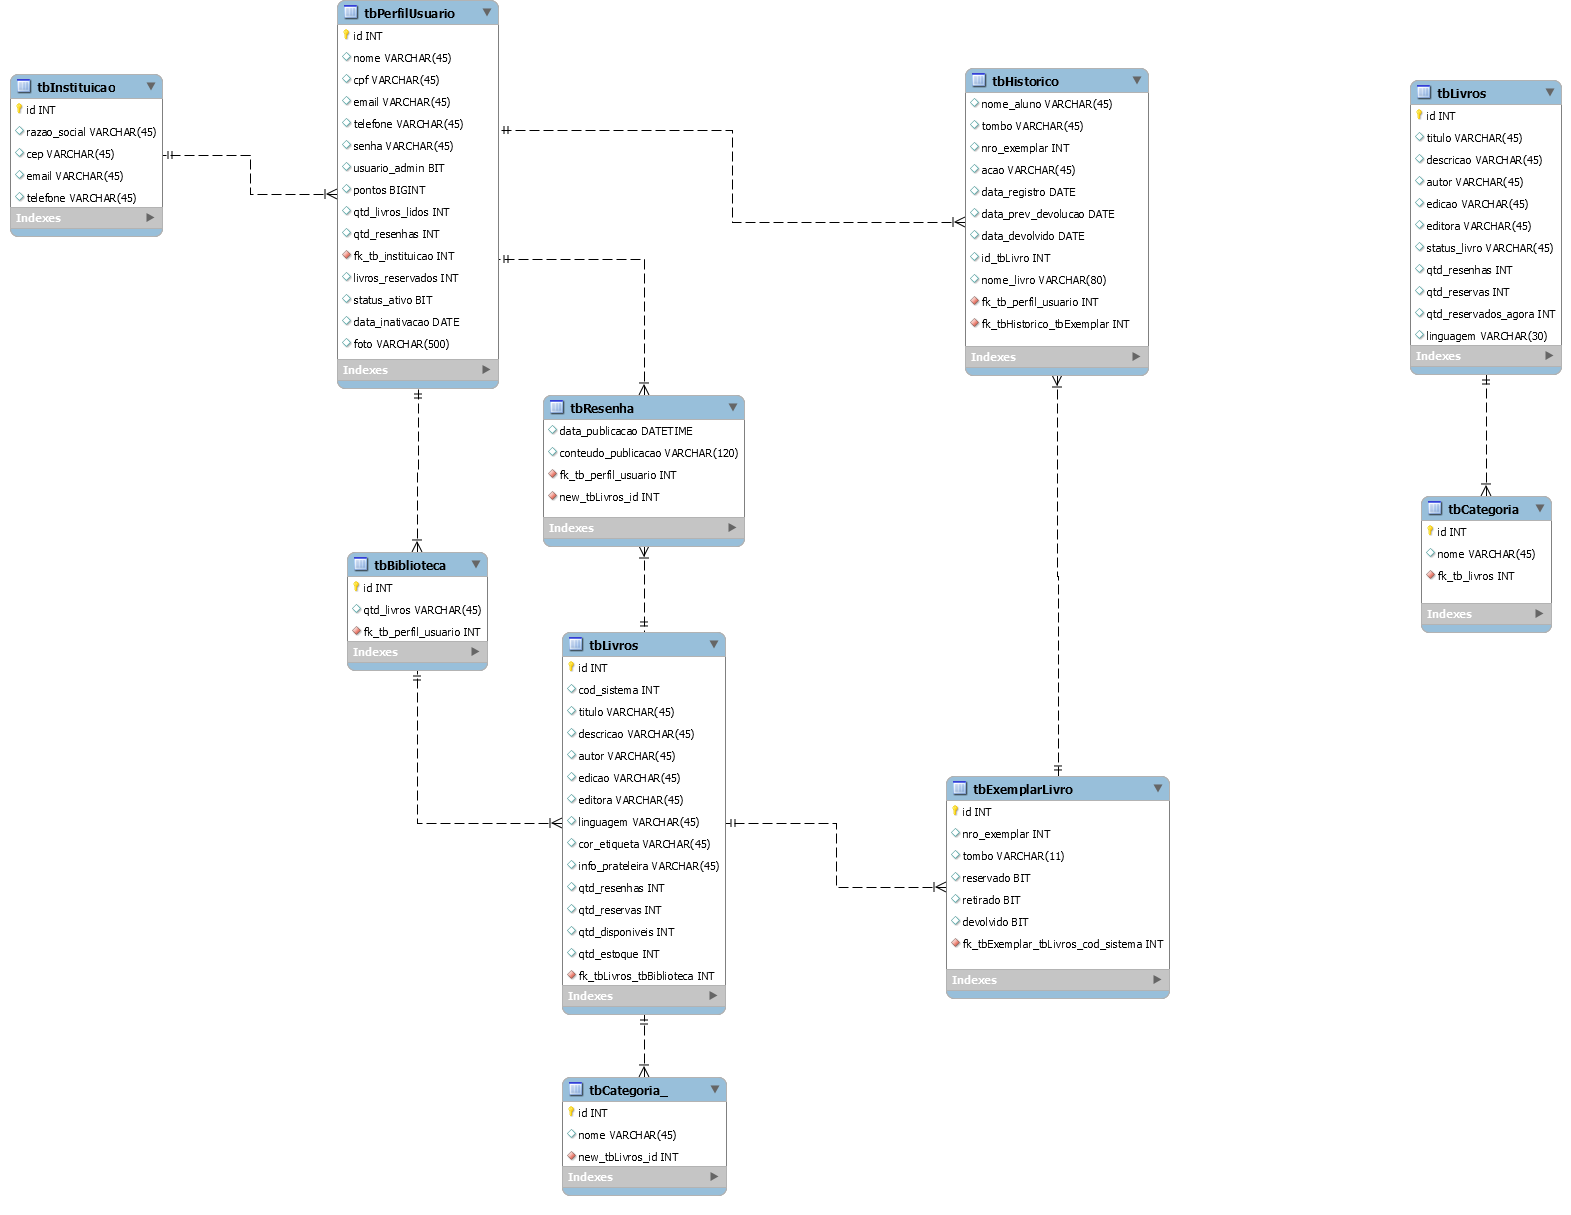 tbInstituicao
id INT
razao_social VARCHAR(45)
cep VARCHAR(45)
email VARCHAR(45)
telefone VARCHAR(45)
Indexes
tbPerfilUsuario
id INT
nome VARCHAR(45)
cpf VARCHAR(45)
email VARCHAR(45)
telefone VARCHAR(45)
senha VARCHAR(45)
usuario_admin BIT
pontos BIGINT
qtd_livros_lidos INT
qtd_resenhas INT
fk_tb_instituicao INT
livros_reservados INT
status_ativo BIT
data_inativacao DATE
foto VARCHAR(500)
Indexes
tbHistorico
nome_aluno VARCHAR(45)
tombo VARCHAR(45)
nro_exemplar INT
acao VARCHAR(45)
data_registro DATE
data_prev_devolucao DATE
data_devolvido DATE
id_tbLivro INT
nome_livro VARCHAR(80)
fk_tb_perfil_usuario INT
fk_tbHistorico_tbExemplar INT
Indexes
tbLivros
id INT
titulo VARCHAR(45)
descricao VARCHAR(45)
autor VARCHAR(45)
edicao VARCHAR(45)
editora VARCHAR(45)
status_livro VARCHAR(45)
qtd_resenhas INT
qtd_reservas INT
qtd_reservados_agora INT
linguagem VARCHAR(30)
Indexes
tbResenha
data_publicacao DATETIME
conteudo_publicacao VARCHAR(120)
fk_tb_perfil_usuario INT
new_tbLivros_id INT
Indexes
tbCategoria
id INT
nome VARCHAR(45)
fk_tb_livros INT
Indexes
tbBiblioteca
id INT
qtd_livros VARCHAR(45)
fk_tb_perfil_usuario INT
Indexes
tbLivros
id INT
cod_sistema INT
titulo VARCHAR(45)
descricao VARCHAR(45)
autor VARCHAR(45)
edicao VARCHAR(45)
editora VARCHAR(45)
linguagem VARCHAR(45)
cor_etiqueta VARCHAR(45)
info_prateleira VARCHAR(45)
qtd_resenhas INT
qtd_reservas INT
qtd_disponiveis INT
qtd_estoque INT
fk_tbLivros_tbBiblioteca INT
Indexes
tbExemplarLivro
id INT
nro_exemplar INT
tombo VARCHAR(11)
reservado BIT
retirado BIT
devolvido BIT
fk_tbExemplar_tbLivros_cod_sistema INT
Indexes
tbCategoria_
id INT
nome VARCHAR(45)
new_tbLivros_id INT
Indexes